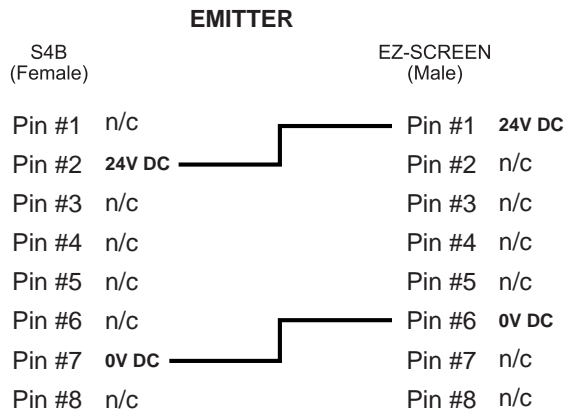 EMITTER
S4B EZ-SCREEN
(Female) (Male)
Pin #1 n/c Pin #1 24V DC
Pin #2 24V DC Pin #2 n/c
Pin #3 n/c Pin #3 n/c
Pin #4 n/c Pin #4 n/c
Pin #5 n/c Pin #5 n/c
Pin #6 n/c Pin #6 0V DC
Pin #7 0V DC Pin #7 n/c
Pin #8 n/c Pin #8 n/c